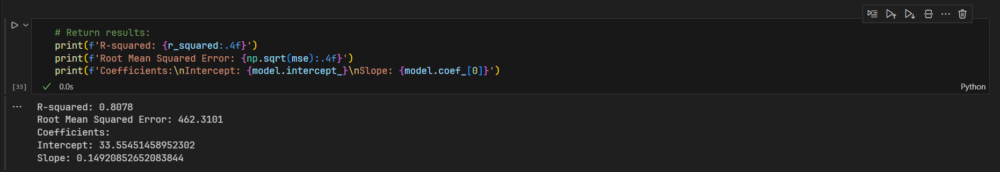 # Return results:
print(f'R-squared: {r_squared:.4f}')
print(f'Root Mean Squared Error: {np.sqrt(mse):.4f}')
print(f'Coefficients:\nIntercept: {model.intercept_}\nSlope: {model.coef_[0]}')
[33]
0.0s
Python
R-squared: 0.8078
Root Mean Squared Error: 462.3101
Coefficients:
Intercept: 33.55451458952302
Slope: 0.14920852652083844